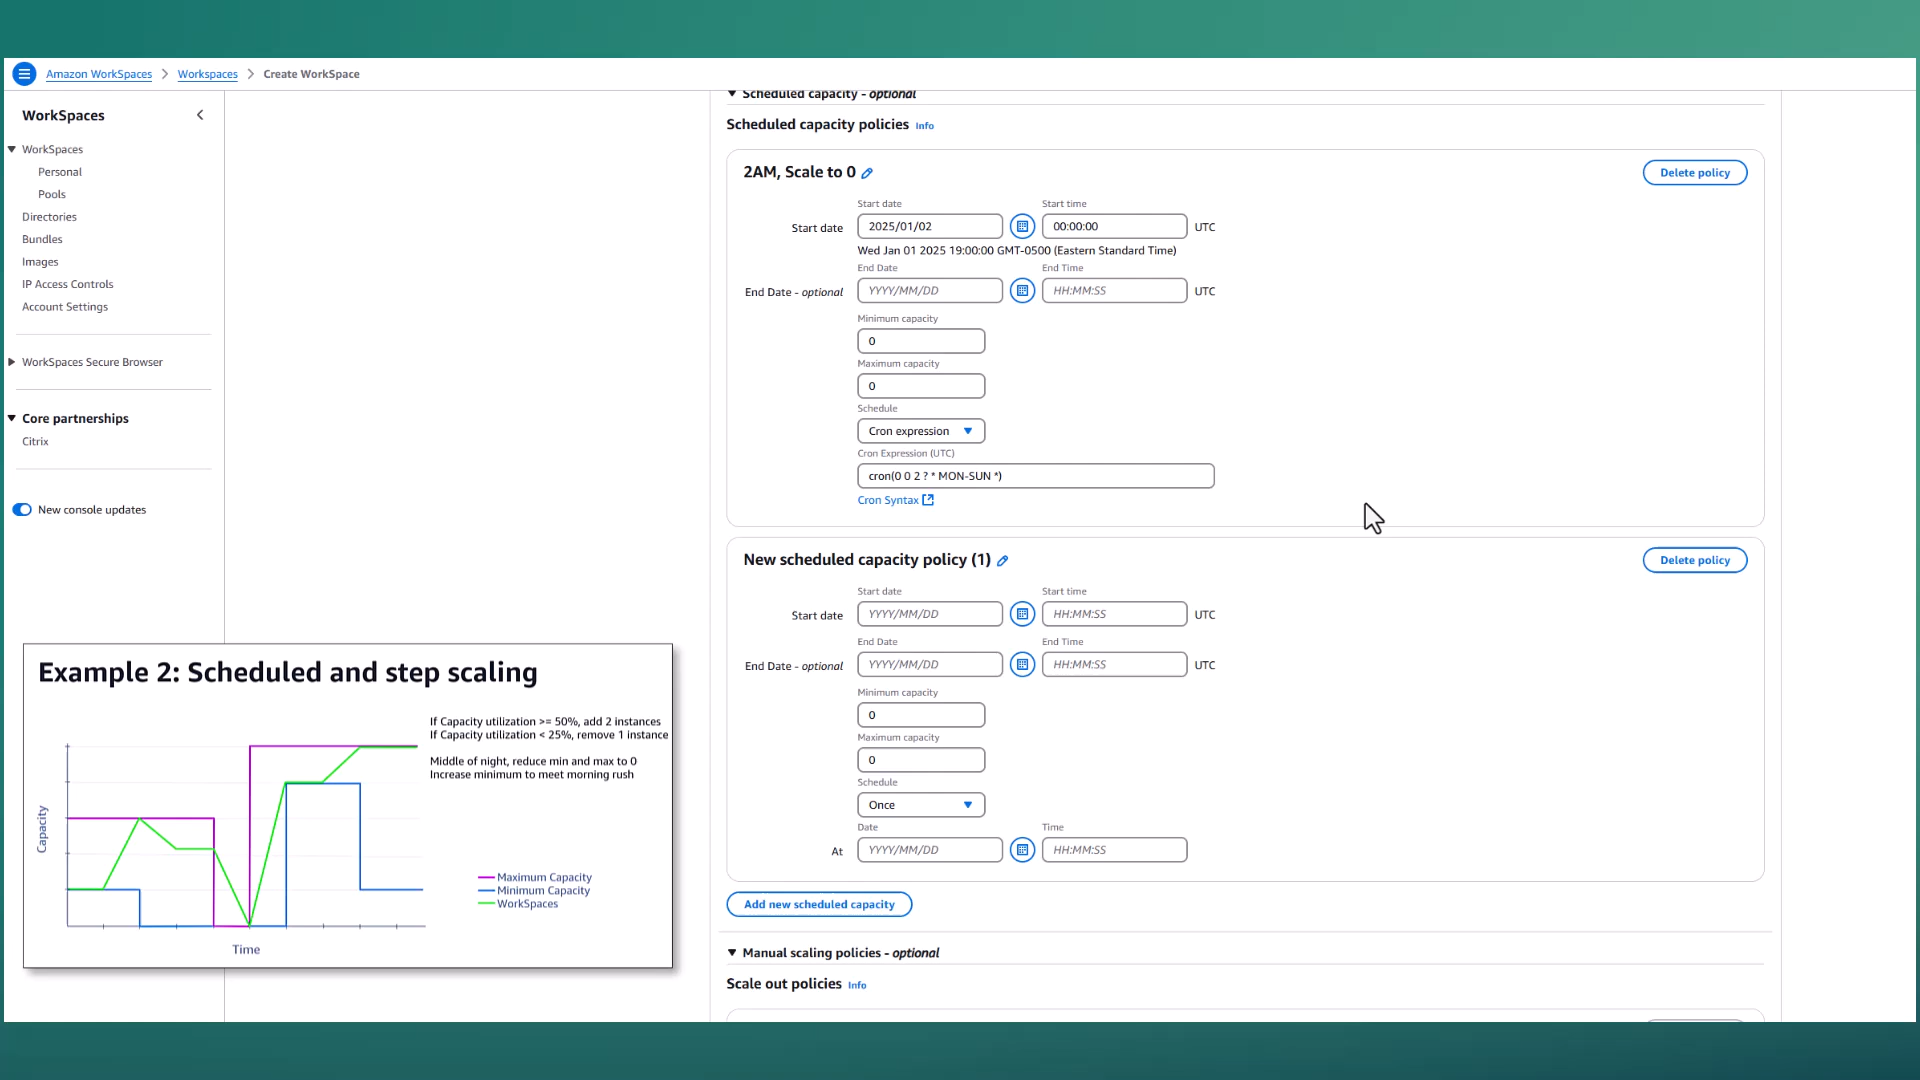 Amazon WorkSpaces > Workspaces > Create WorkSpace
WorkSpaces
WorkSpaces
Personal
Pools
Directories
Bundles
Images
IP Access Controls
Account Settings
WorkSpaces Secure Browser
Core partnerships
Citrix
New console updates
Scheduled capacity - optional
Scheduled capacity policies Info
2AM, Scale to 0
Delete policy
Start date Start time
Start date 2025/01/02 00:00:00 UTC
Wed Jan 01 2025 19:00:00 GMT-0500 (Eastern Standard Time)
End Date End Time
End Date - optional YYYY/MM/DD HH:MM:SS UTC
Minimum capacity
0
Maximum capacity
0
Schedule
Cron expression
Cron Expression (UTC)
cron(0 0 2 ? * MON-SUN *)
Cron Syntax
New scheduled capacity policy (1)
Delete policy
Start date Start time
Start date YYYY/MM/DD HH:MM:SS UTC
End Date End Time
End Date - optional YYYY/MM/DD HH:MM:SS UTC
Minimum capacity
0
Maximum capacity
0
Schedule
Once
Date Time
At YYYY/MM/DD HH:MM:SS
Add new scheduled capacity
Manual scaling policies - optional
Scale out policies Info
Example 2: Scheduled and step scaling
If Capacity utilization >= 50%, add 2 instances
If Capacity utilization < 25%, remove 1 instance
Middle of night, reduce min and max to 0
Increase minimum to meet morning rush
Capacity
Maximum Capacity
Minimum Capacity
WorkSpaces
Time